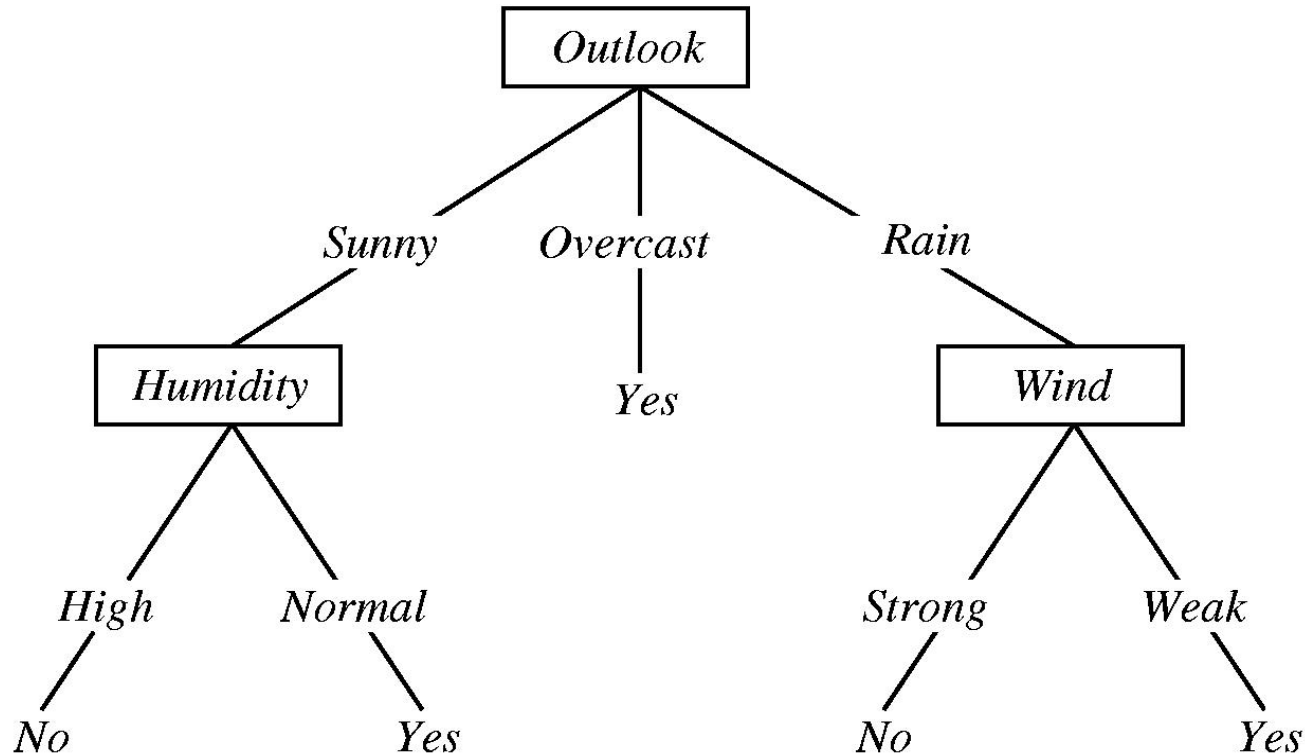 Outlook
Sunny Overcast Rain
Humidity Yes Wind
High Normal Strong Weak
No Yes No Yes